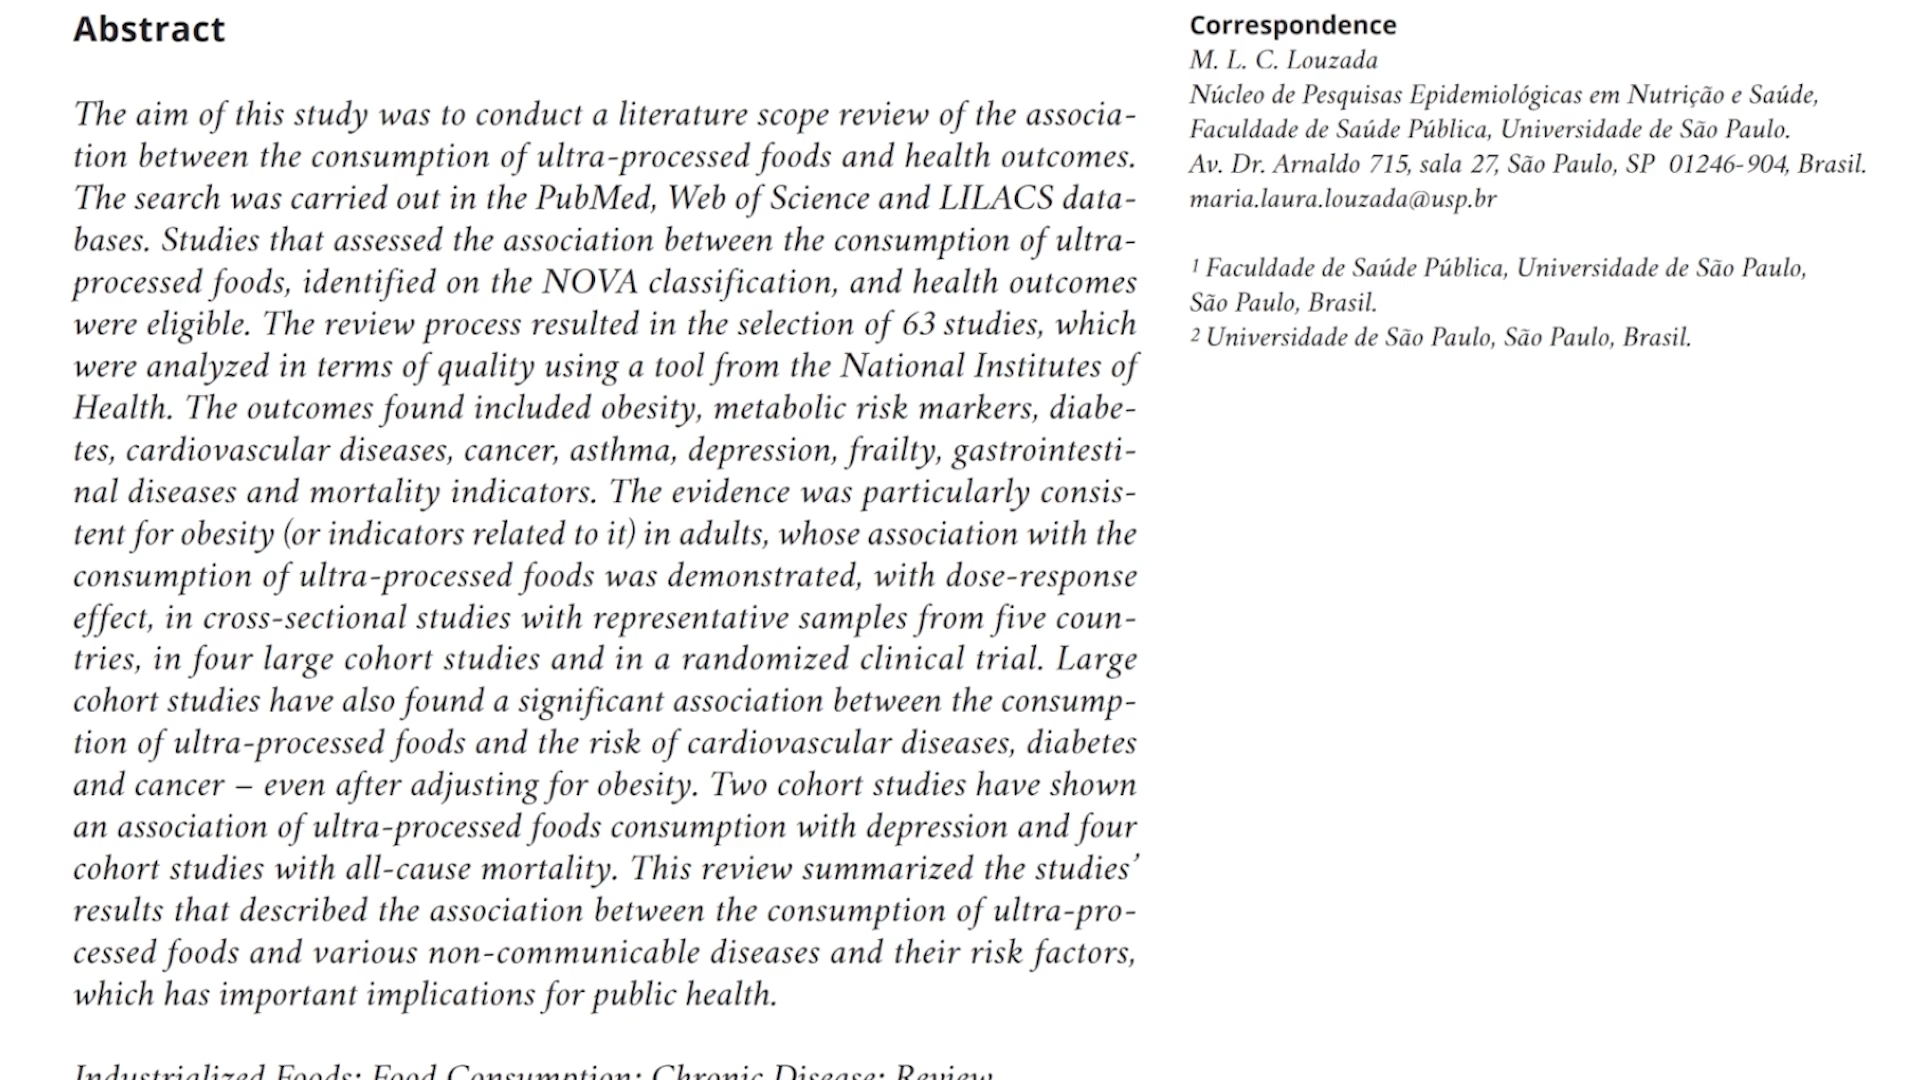 Abstract
The aim of this study was to conduct a literature scope review of the associa-
tion between the consumption of ultra-processed foods and health outcomes.
The search was carried out in the PubMed, Web of Science and LILACS data-
bases. Studies that assessed the association between the consumption of ultra-
processed foods, identified on the NOVA classification, and health outcomes
were eligible. The review process resulted in the selection of 63 studies, which
were analyzed in terms of quality using a tool from the National Institutes of
Health. The outcomes found included obesity, metabolic risk markers, diabe-
tes, cardiovascular diseases, cancer, asthma, depression, frailty, gastrointesti-
nal diseases and mortality indicators. The evidence was particularly consis-
tent for obesity (or indicators related to it) in adults, whose association with the
consumption of ultra-processed foods was demonstrated, with dose-response
effect, in cross-sectional studies with representative samples from five coun-
tries, in four large cohort studies and in a randomized clinical trial. Large
cohort studies have also found a significant association between the consump-
tion of ultra-processed foods and the risk of cardiovascular diseases, diabetes
and cancer – even after adjusting for obesity. Two cohort studies have shown
an association of ultra-processed foods consumption with depression and four
cohort studies with all-cause mortality. This review summarized the studies’
results that described the association between the consumption of ultra-pro-
cessed foods and various non-communicable diseases and their risk factors,
which has important implications for public health.
Industrialized Foods; Food Consumption; Chronic Disease; Review
Correspondence
M. L. C. Louzada
Núcleo de Pesquisas Epidemiológicas em Nutrição e Saúde,
Faculdade de Saúde Pública, Universidade de São Paulo.
Av. Dr. Arnaldo 715, sala 27, São Paulo, SP 01246-904, Brasil.
maria.laura.louzada@usp.br
1 Faculdade de Saúde Pública, Universidade de São Paulo,
São Paulo, Brasil.
2 Universidade de São Paulo, São Paulo, Brasil.